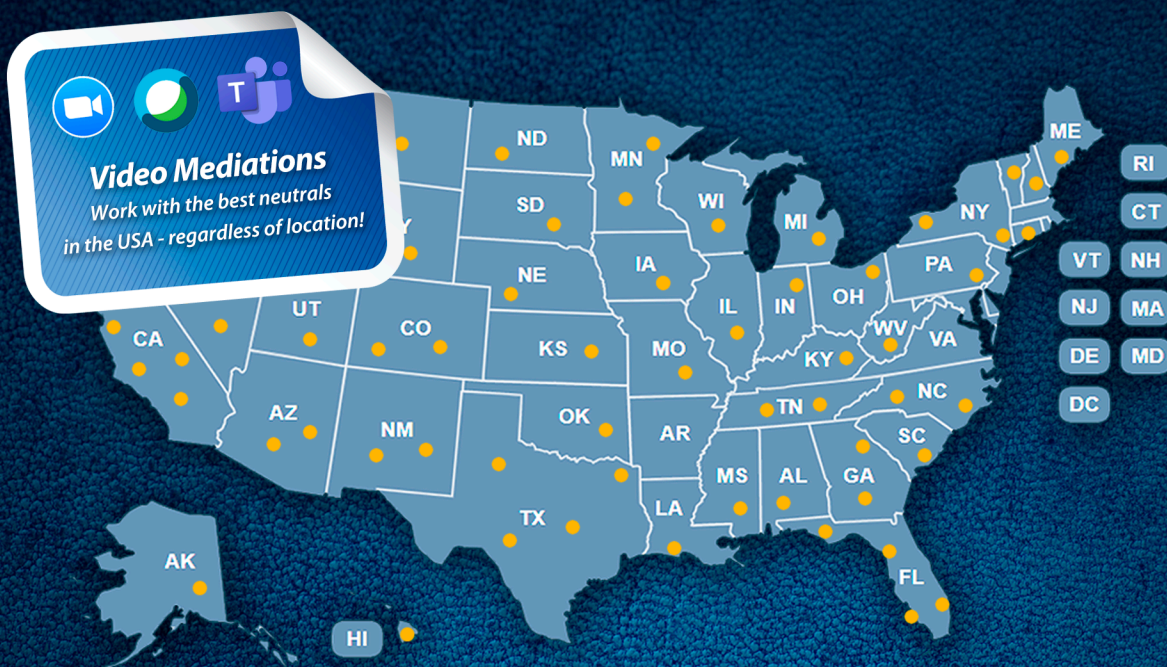 T
Video Mediations
Work with the best neutrals
in the USA - regardless of location!
ND
MN
ME
RI
SD
WI
MI
NY
CT
NE
IA
PA
VT
NH
UT
CO
IL
IN
OH
NJ
MA
CA
KS
MO
KY
WV
VA
DE
MD
AZ
NM
OK
AR
TN
NC
DC
SC
TX
LA
MS
AL
GA
AK
FL
HI